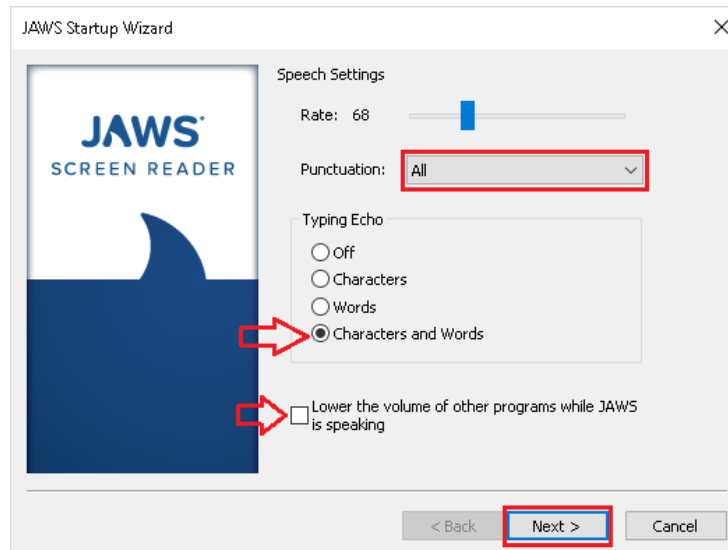 JAWS Startup Wizard
JAWS
SCREEN READER
Speech Settings
Rate: 68
Punctuation: All
Typing Echo
Off
Characters
Words
Characters and Words
Lower the volume of other programs while JAWS
is speaking
< Back Next > Cancel